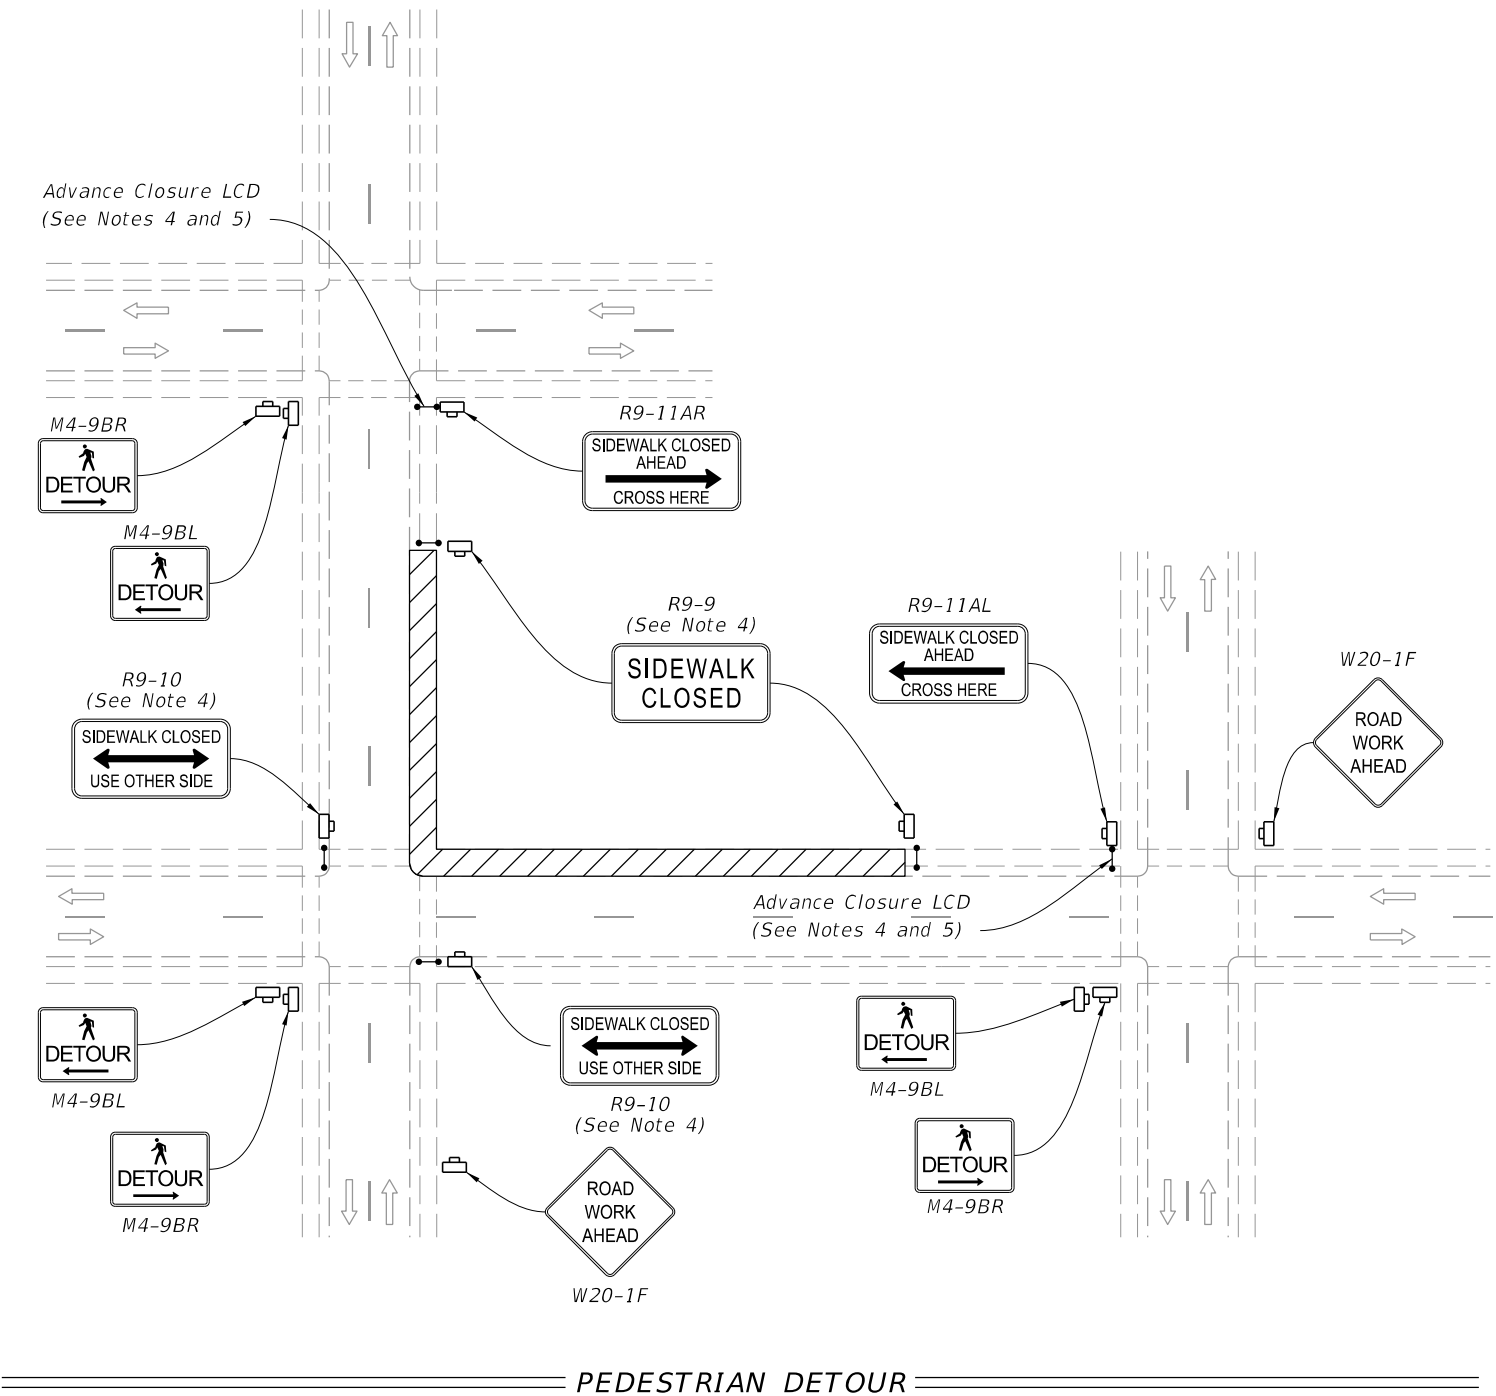 Advance Closure LCD
(See Notes 4 and 5)
M4-9BR
DETOUR
M4-9BL
DETOUR
R9-11AR
SIDEWALK CLOSED
AHEAD
CROSS HERE
R9-9
(See Note 4)
SIDEWALK
CLOSED
R9-11AL
SIDEWALK CLOSED
AHEAD
CROSS HERE
W20-1F
ROAD
WORK
AHEAD
R9-10
(See Note 4)
SIDEWALK CLOSED
USE OTHER SIDE
Advance Closure LCD
(See Notes 4 and 5)
DETOUR
M4-9BL
DETOUR
M4-9BR
SIDEWALK CLOSED
USE OTHER SIDE
R9-10
(See Note 4)
DETOUR
M4-9BL
DETOUR
M4-9BR
ROAD
WORK
AHEAD
W20-1F
PEDESTRIAN DETOUR